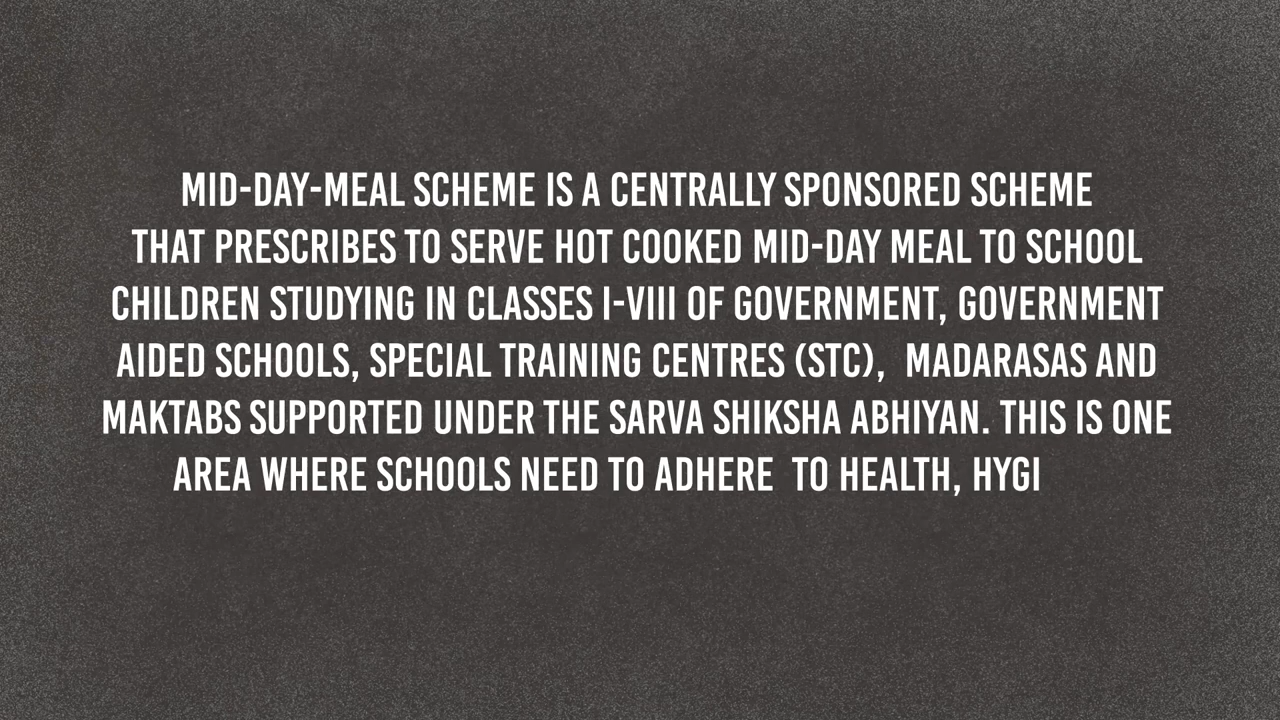 MID-DAY-MEAL SCHEME IS A CENTRALLY SPONSORED SCHEME
THAT PRESCRIBES TO SERVE HOT COOKED MID-DAY MEAL TO SCHOOL
CHILDREN STUDYING IN CLASSES I-VIII OF GOVERNMENT, GOVERNMENT
AIDED SCHOOLS, SPECIAL TRAINING CENTRES (STC),  MADARASAS AND
MAKTABS SUPPORTED UNDER THE SARVA SHIKSHA ABHIYAN. THIS IS ONE
AREA WHERE SCHOOLS NEED TO ADHERE  TO HEALTH, HYGI